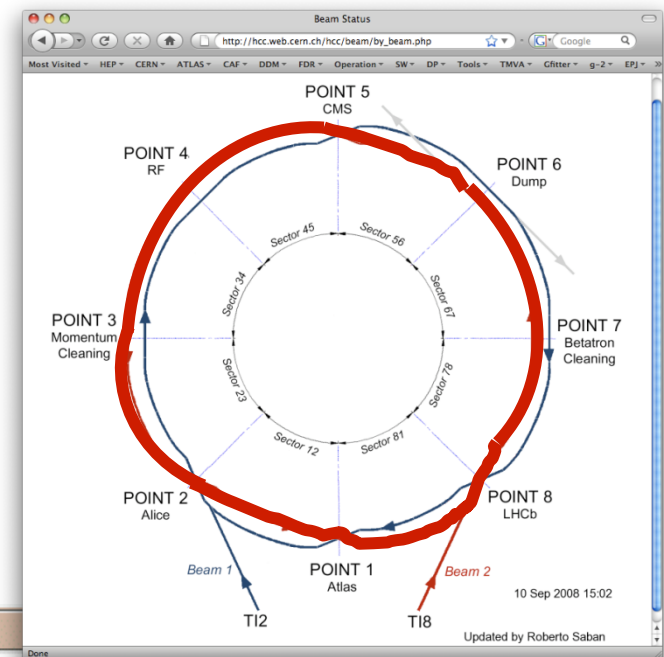 Beam Status
http://hcc.web.cern.ch/hcc/beam/by_beam.php
Google
Most Visited HEP CERN ATLAS CAF DDM FDR Operation SW DP Tools TMVA Gfitter g-2 EPJ
POINT 5
CMS
POINT 4
RF
POINT 6
Dump
Sector 45
Sector 56
Sector 34
Sector 67
POINT 3
Momentum
Cleaning
POINT 7
Betatron
Cleaning
Sector 23
Sector 78
Sector 12
Sector 81
POINT 2
Alice
POINT 8
LHCb
Beam 1
POINT 1
Atlas
Beam 2
10 Sep 2008 15:02
TI2
TI8
Updated by Roberto Saban
Done